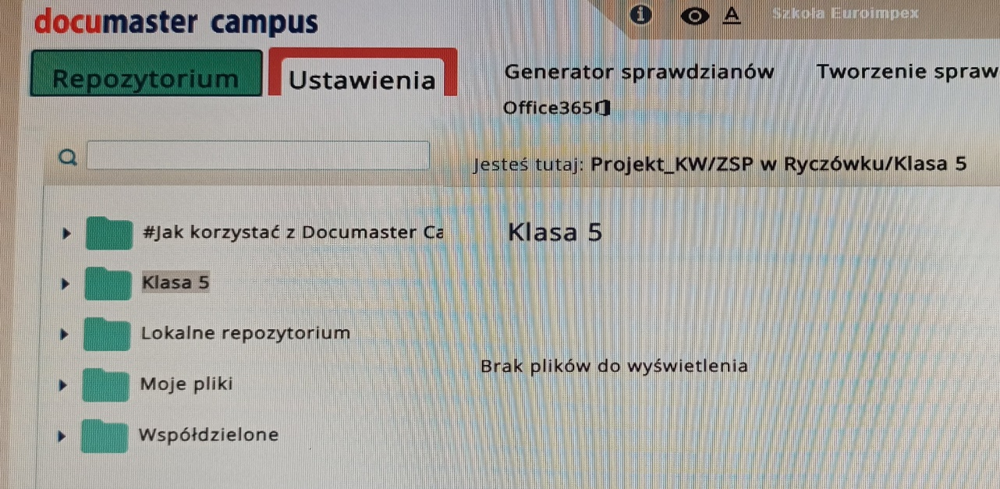 documaster campus
Szkoła Euroimpex
Repozytorium
Ustawienia
Generator sprawdzianów
Tworzenie spraw
Office365
Jesteś tutaj: Projekt_KW/ZSP w Ryczówku/Klasa 5
#Jak korzystać z Documaster Ca
Klasa 5
Lokalne repozytorium
Moje pliki
Współdzielone
Klasa 5
Brak plików do wyświetlenia